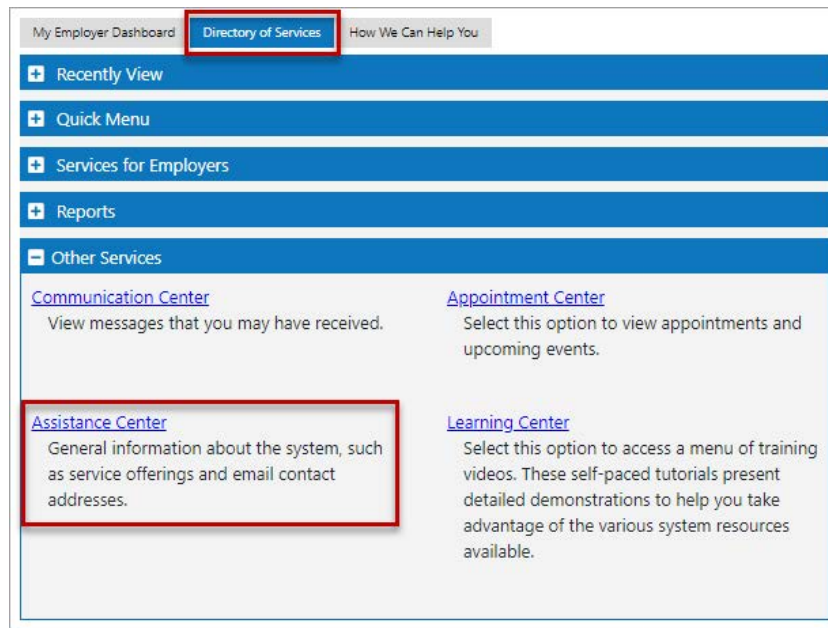 My Employer Dashboard
Directory of Services
How We Can Help You
Recently View
Quick Menu
Services for Employers
Reports
Other Services
Communication Center
View messages that you may have received.
Appointment Center
Select this option to view appointments and
upcoming events.
Assistance Center
General information about the system, such
as service offerings and email contact
addresses.
Learning Center
Select this option to access a menu of training
videos. These self-paced tutorials present
detailed demonstrations to help you take
advantage of the various system resources
available.